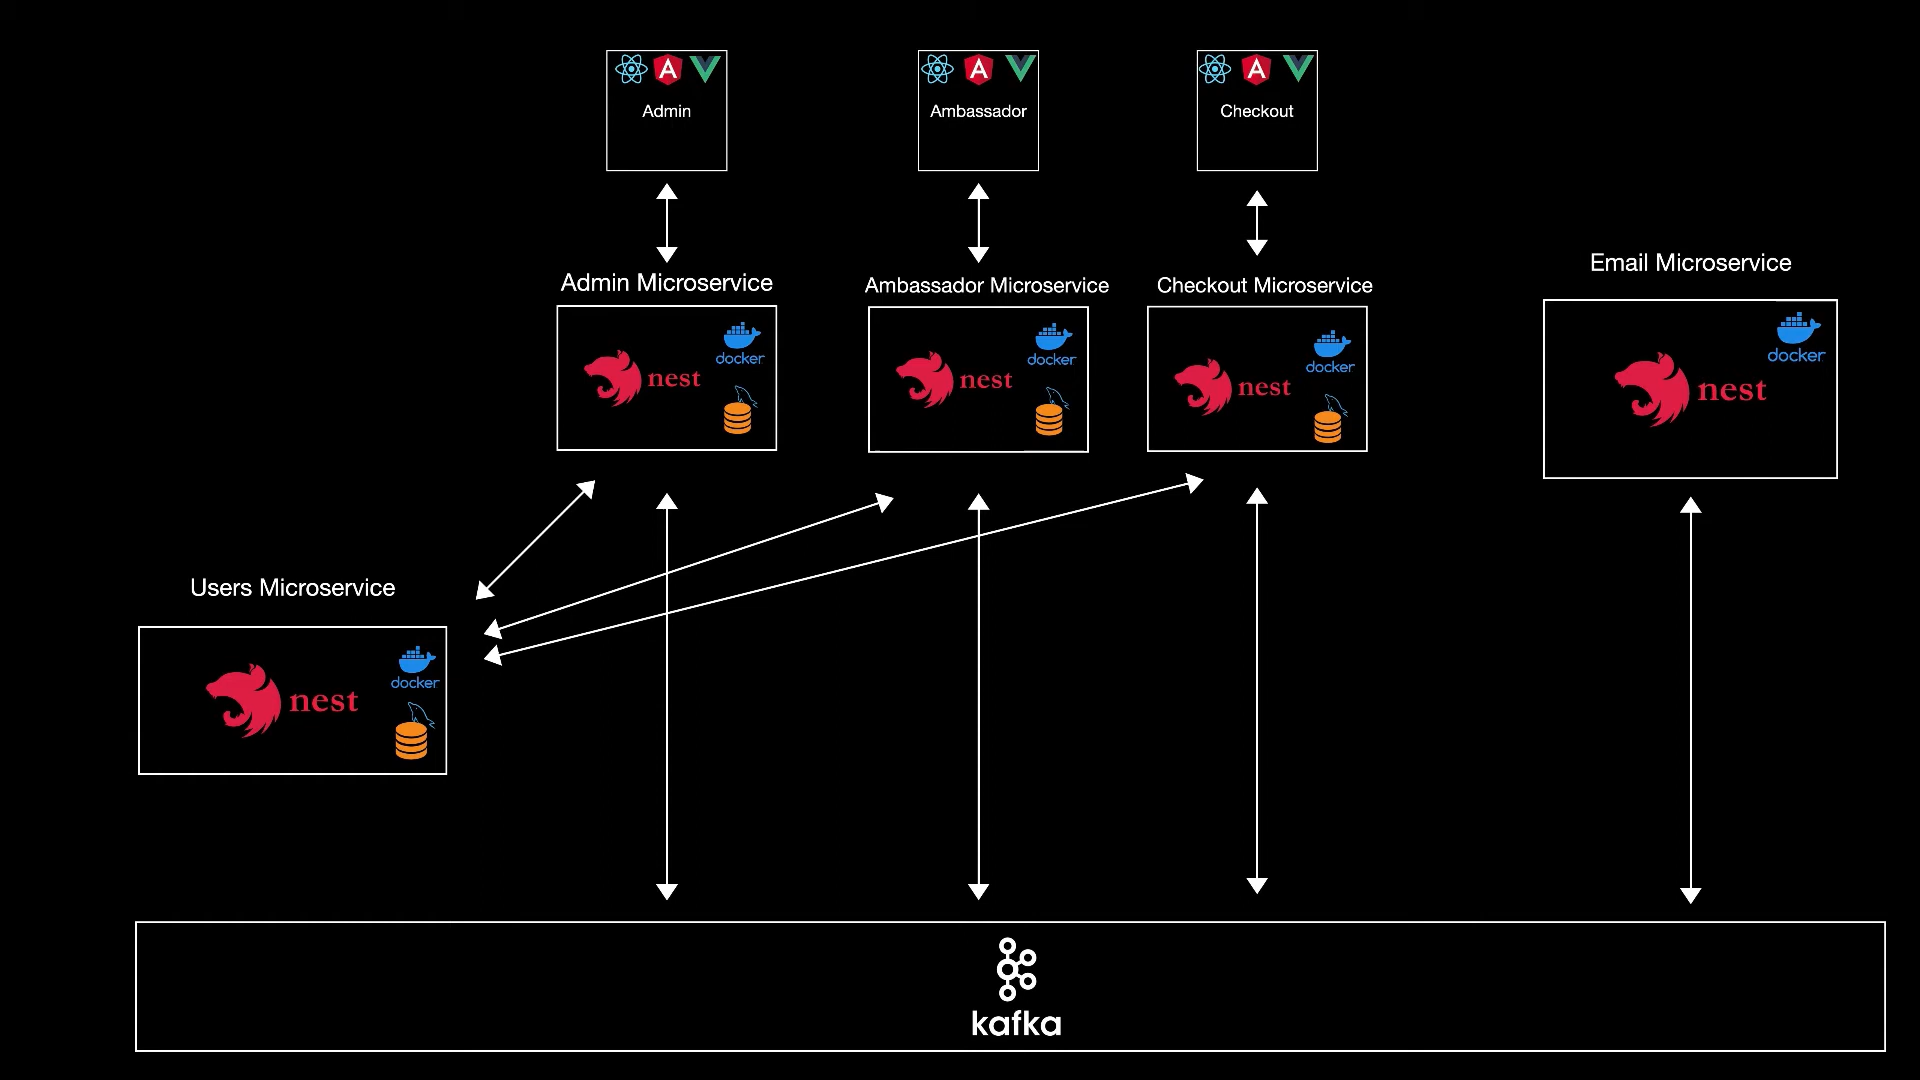 Admin
Ambassador
Checkout
Admin Microservice
Ambassador Microservice
Checkout Microservice
Email Microservice
docker
nest
docker
nest
docker
nest
docker
nest
Users Microservice
docker
nest
kafka